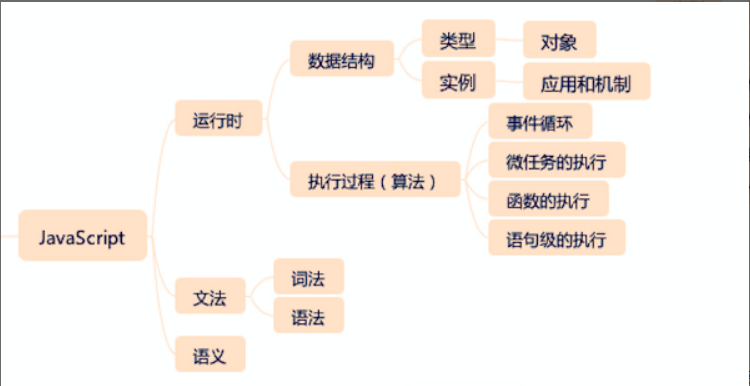 JavaScript
运行时
数据结构
类型
对象
实例
应用和机制
执行过程（算法）
事件循环
微任务的执行
函数的执行
语句级的执行
文法
词法
语法
语义